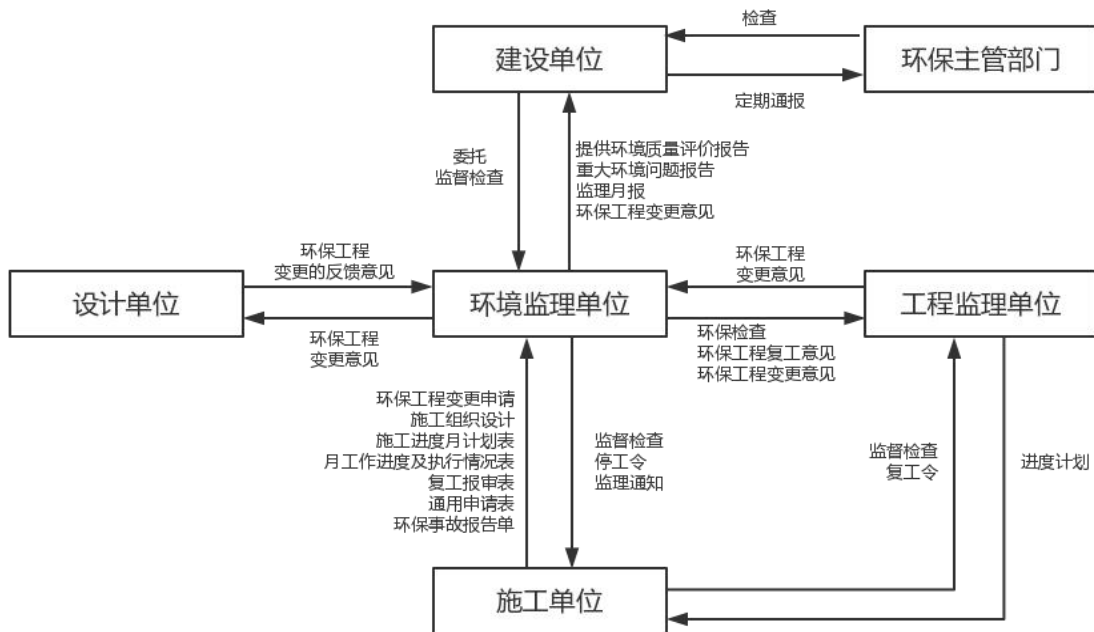 检查
建设单位
环保主管部门
定期通报
委托
监督检查
提供环境质量评价报告
重大环境问题报告
监理月报
环保工程变更意见
环保工程
变更的反馈意见
环保工程
变更意见
设计单位
环境监理单位
工程监理单位
环保工程
变更意见
环保检查
环保工程复工意见
环保工程变更意见
环保工程变更申请
施工组织设计
施工进度月计划表
月工作进度及执行情况表
复工报审表
通用申请表
环保事故报告单
监督检查
停工令
监理通知
监督检查
复工令
进度计划
施工单位